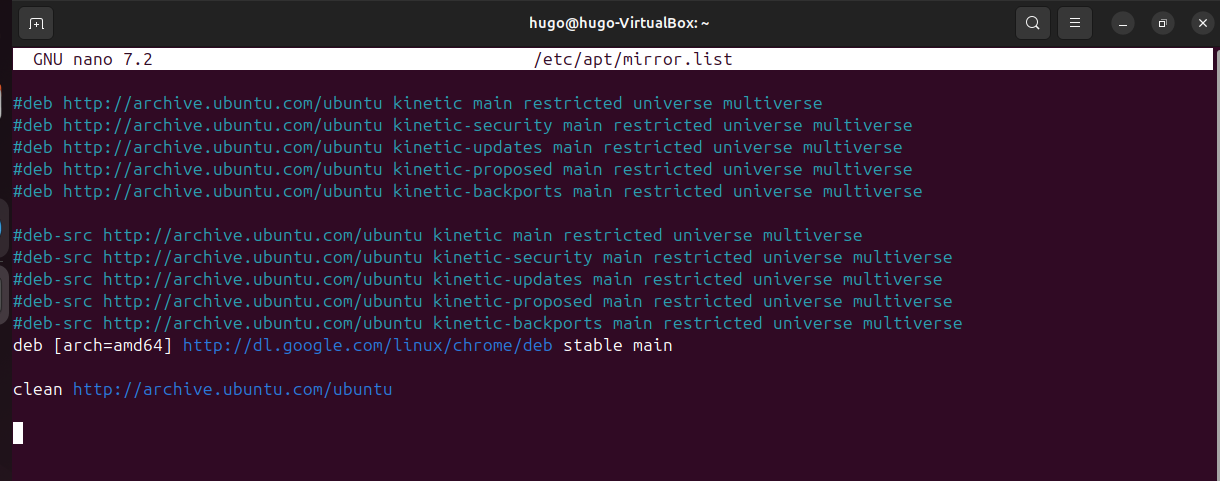 hugo@hugo-VirtualBox: ~
GNU nano 7.2 /etc/apt/mirror.list
#deb http://archive.ubuntu.com/ubuntu kinetic main restricted universe multiverse
#deb http://archive.ubuntu.com/ubuntu kinetic-security main restricted universe multiverse
#deb http://archive.ubuntu.com/ubuntu kinetic-updates main restricted universe multiverse
#deb http://archive.ubuntu.com/ubuntu kinetic-proposed main restricted universe multiverse
#deb http://archive.ubuntu.com/ubuntu kinetic-backports main restricted universe multiverse
#deb-src http://archive.ubuntu.com/ubuntu kinetic main restricted universe multiverse
#deb-src http://archive.ubuntu.com/ubuntu kinetic-security main restricted universe multiverse
#deb-src http://archive.ubuntu.com/ubuntu kinetic-updates main restricted universe multiverse
#deb-src http://archive.ubuntu.com/ubuntu kinetic-proposed main restricted universe multiverse
#deb-src http://archive.ubuntu.com/ubuntu kinetic-backports main restricted universe multiverse
deb [arch=amd64] http://dl.google.com/linux/chrome/deb stable main
clean http://archive.ubuntu.com/ubuntu